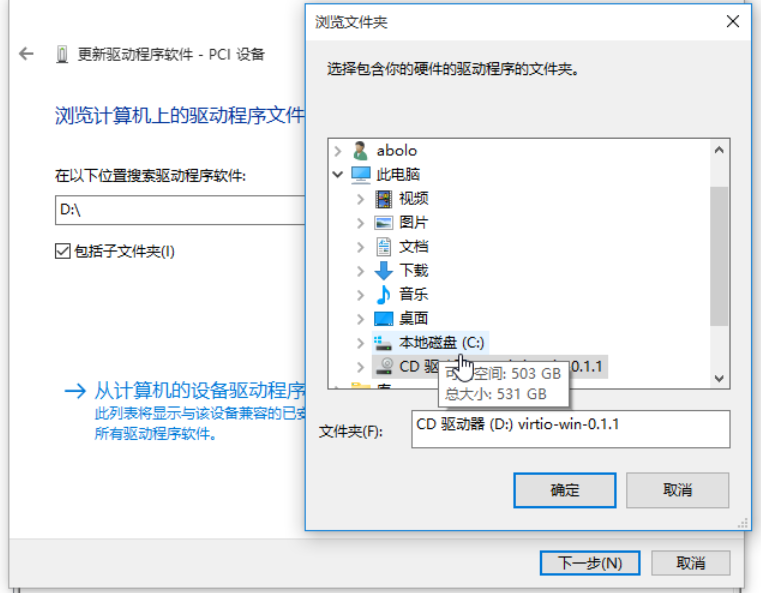 更新驱动程序软件 - PCI 设备
浏览计算机上的驱动程序文件
在以下位置搜索驱动程序软件:
D:\
包括子文件夹(I)
从计算机的设备驱动程序
此列表将显示与该设备兼容的已安
所有驱动程序软件。
浏览文件夹
选择包含你的硬件的驱动程序的文件夹。
abolo
此电脑
视频
图片
文档
下载
音乐
桌面
本地磁盘 (C:)
CD 驱 0.1.1
可 空间: 503 GB
总大小: 531 GB
文件夹(F):
CD 驱动器 (D:) virtio-win-0.1.1
确定
取消
下一步(N)
取消